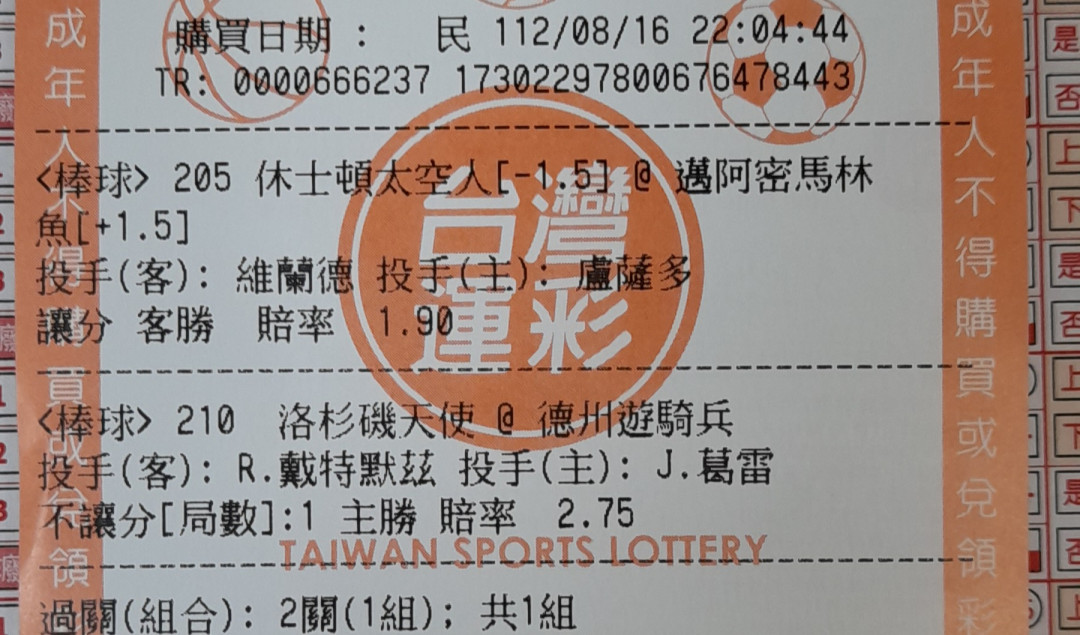 購買日期 : 民 112/08/16 22:04:44
TR: 0000666237 17302297800676478443
<棒球> 205 休士頓太空人[-1.5] @ 邁阿密馬林
魚[+1.5]
投手(客): 維蘭德 投手(主): 盧薩多
讓分 客勝 賠率 1.90
<棒球> 210 洛杉磯天使 @ 德州遊騎兵
投手(客): R.戴特默茲 投手(主): J.葛雷
不讓分[局數]:1 主勝 賠率 2.75
過關(組合): 2關(1組); 共1組
台灣
運彩
TAIWAN SPORTS LOTTERY
成年人不得購買或兌領
成年人不得購買或兌領彩